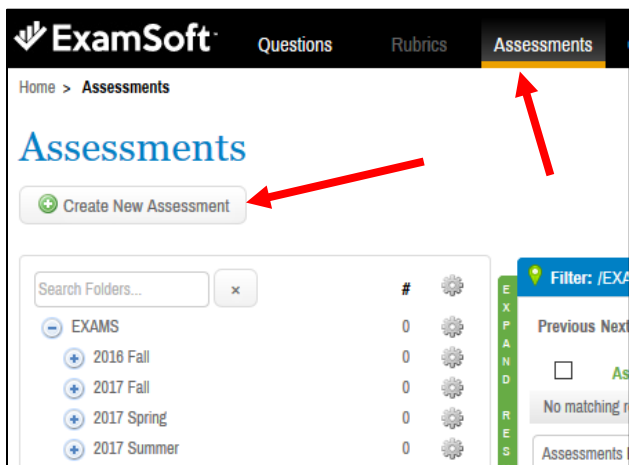 ExamSoft Questions Rubrics Assessments
Home > Assessments
Assessments
Create New Assessment
Search Folders... × #
EXAMS 0
2016 Fall 0
2017 Fall 0
2017 Spring 0
2017 Summer 0
EXPAND RES
Filter: /EXA
Previous Next
As
No matching r
Assessments